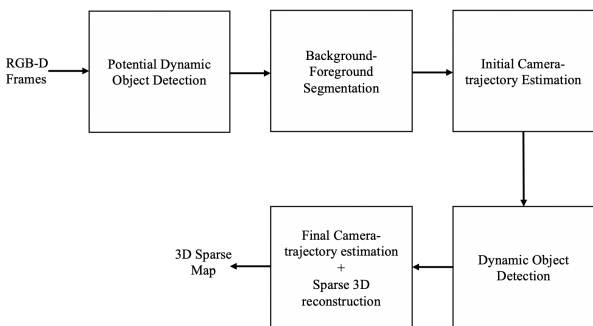 RGB-D
Frames
Potential Dynamic
Object Detection
Background-
Foreground
Segmentation
Initial Camera-
trajectory Estimation
Dynamic Object
Detection
Final Camera-
trajectory estimation
+
Sparse 3D
reconstruction
3D Sparse
Map